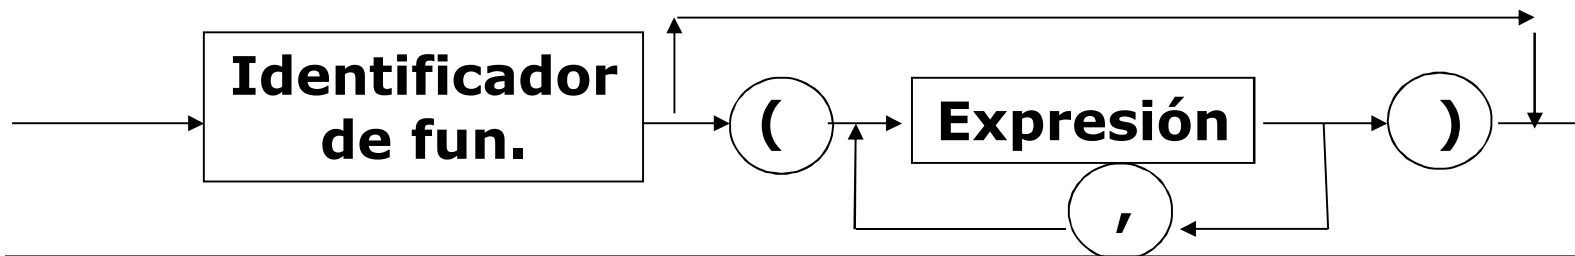 Identificador
de fun.
(
Expresión
)
,